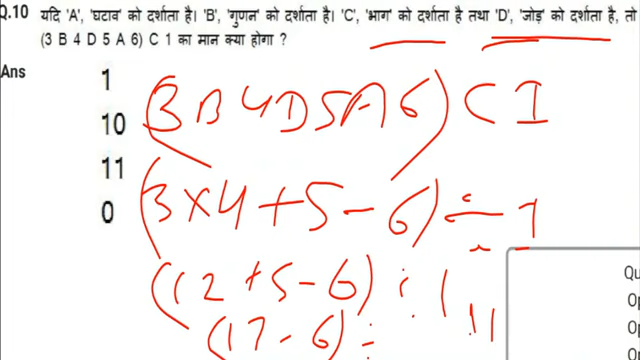 Q.10 यदि 'A', 'घटाव' को दर्शाता है। 'B', 'गुणन' को दर्शाता है। 'C', 'भाग' को दर्शाता है तथा 'D', 'जोड़' को दर्शाता है, तो
(3 B 4 D 5 A 6) C 1 का मान क्या होगा ?
Ans
1
(3B4D5A6) C 1
10
11
(3×4+5-6) ÷ 1
0
(12+5-6) ÷ 1
11
(17-6) ÷
Qu
Op
Op